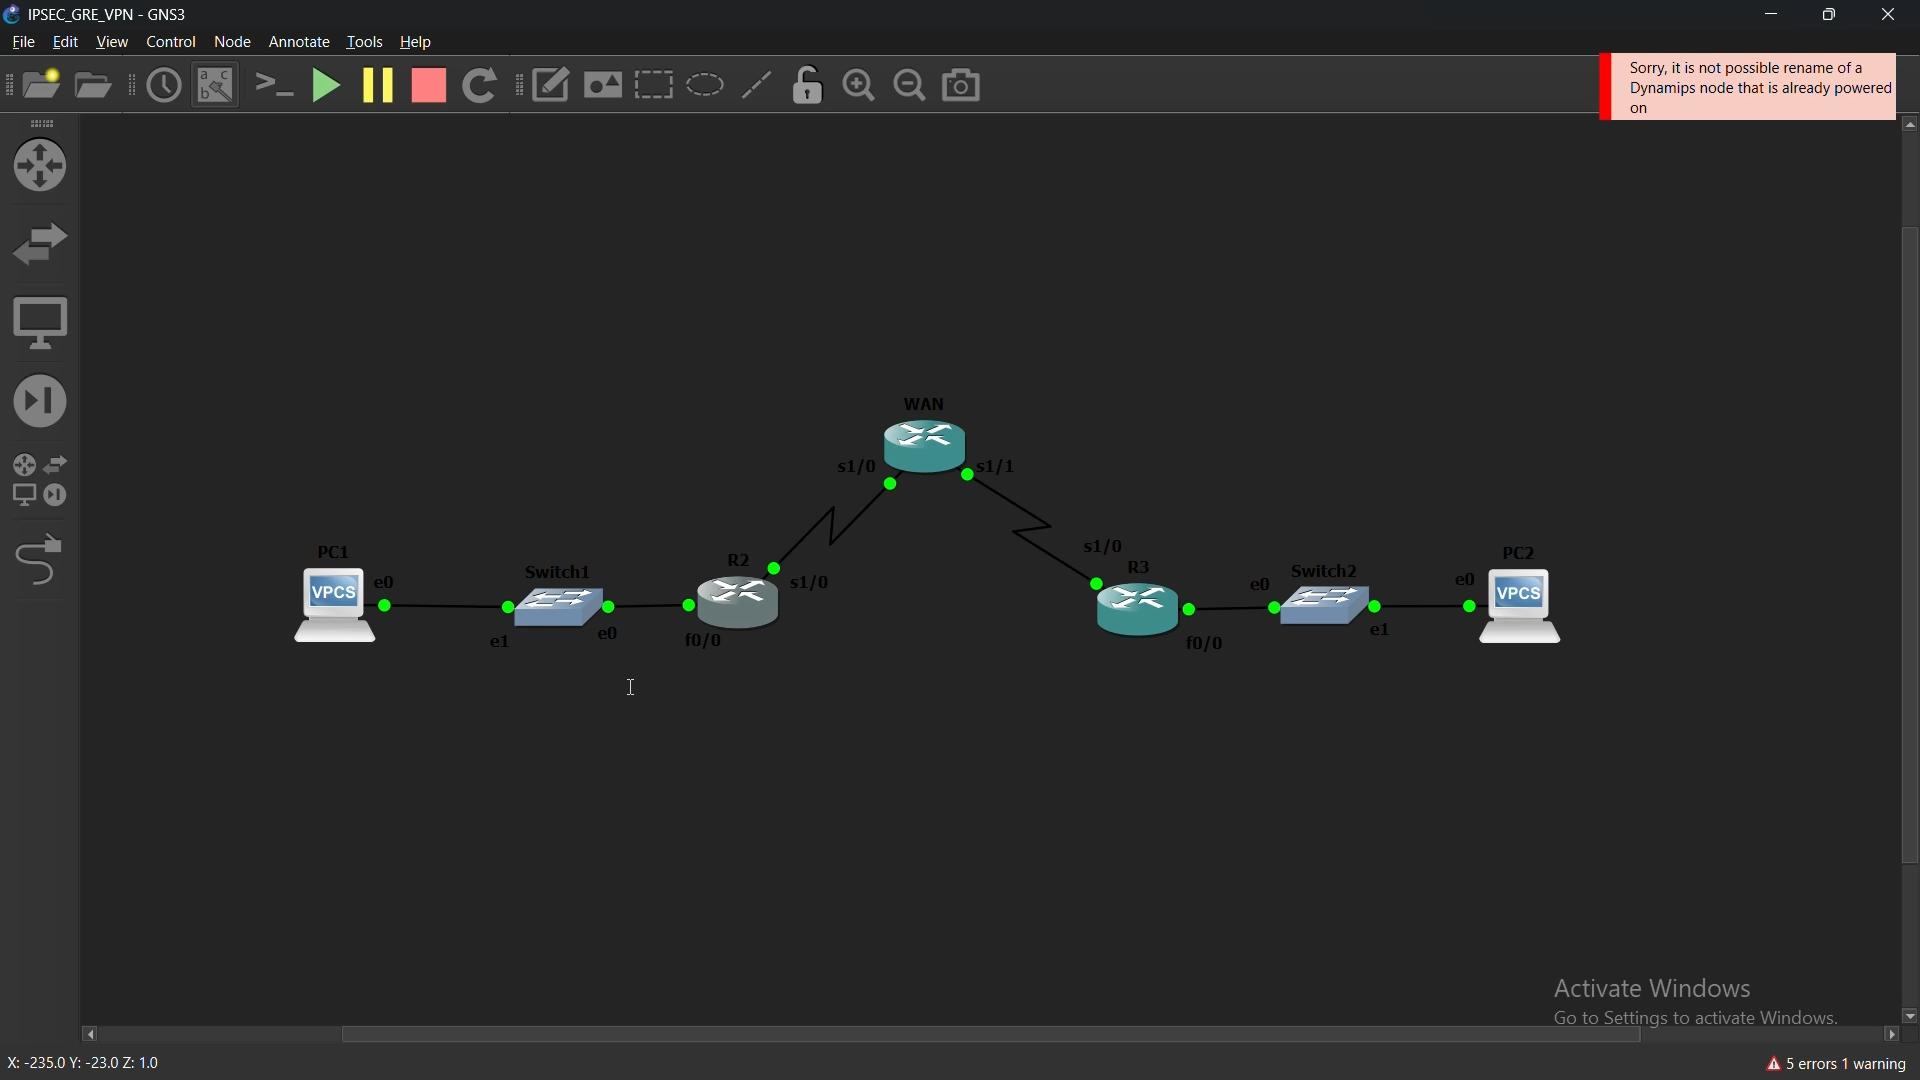 IPSEC_GRE_VPN - GNS3
File Edit View Control Node Annotate Tools Help
a c
b
Sorry, it is not possible rename of a
Dynamips node that is already powered
on
WAN
s1/0 s1/1
s1/0
PC1 R2 R3 PC2
VPCS e0 Switch1 s1/0 e0 Switch2 e0 VPCS
e1 e0 f0/0 f0/0 e1
Activate Windows
Go to Settings to activate Windows.
X: -235.0 Y: -23.0 Z: 1.0 5 errors 1 warning